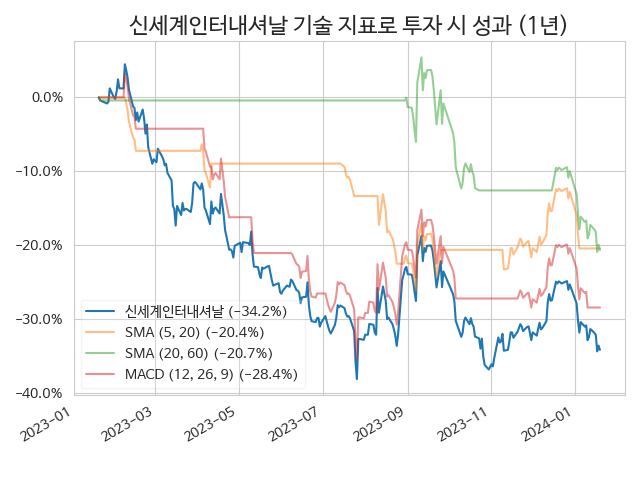 신세계인터내셔날 기술 지표로 투자 시 성과 (1년)
0.0%
−10.0%
−20.0%
−30.0%
−40.0%
신세계인터내셔날 (−34.2%)
SMA (5, 20) (−20.4%)
SMA (20, 60) (−20.7%)
MACD (12, 26, 9) (−28.4%)
2023-01
2023-03
2023-05
2023-07
2023-09
2023-11
2024-01